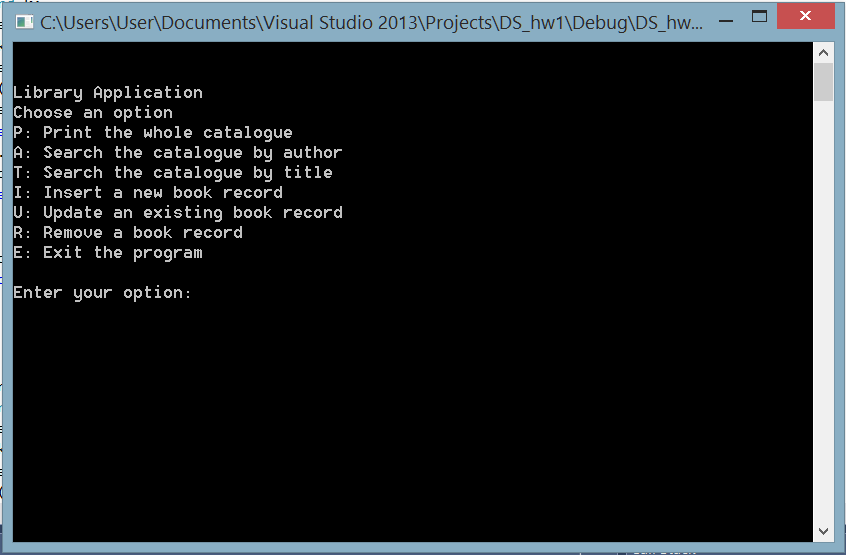 C:\Users\User\Documents\Visual Studio 2013\Projects\DS_hw1\Debug\DS_hw...
Library Application
Choose an option
P: Print the whole catalogue
A: Search the catalogue by author
T: Search the catalogue by title
I: Insert a new book record
U: Update an existing book record
R: Remove a book record
E: Exit the program
Enter your option: